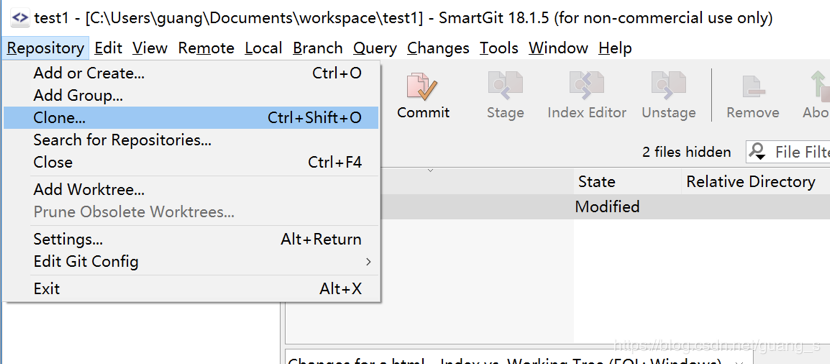 test1 - [C:\Users\guang\Documents\workspace\test1] - SmartGit 18.1.5 (for non-commercial use only)
Repository Edit View Remote Local Branch Query Changes Tools Window Help
Add or Create... Ctrl+O
Add Group...
Clone... Ctrl+Shift+O
Search for Repositories...
Close Ctrl+F4
Add Worktree...
Prune Obsolete Worktrees...
Settings... Alt+Return
Edit Git Config
Exit Alt+X
Commit Stage Index Editor Unstage Remove Abo
2 files hidden File Filte
State Relative Directory
Modified
https://blog.csdn.net/guang_s
Changes for a.html - Index vs. Working Tree (EOL: Windows)